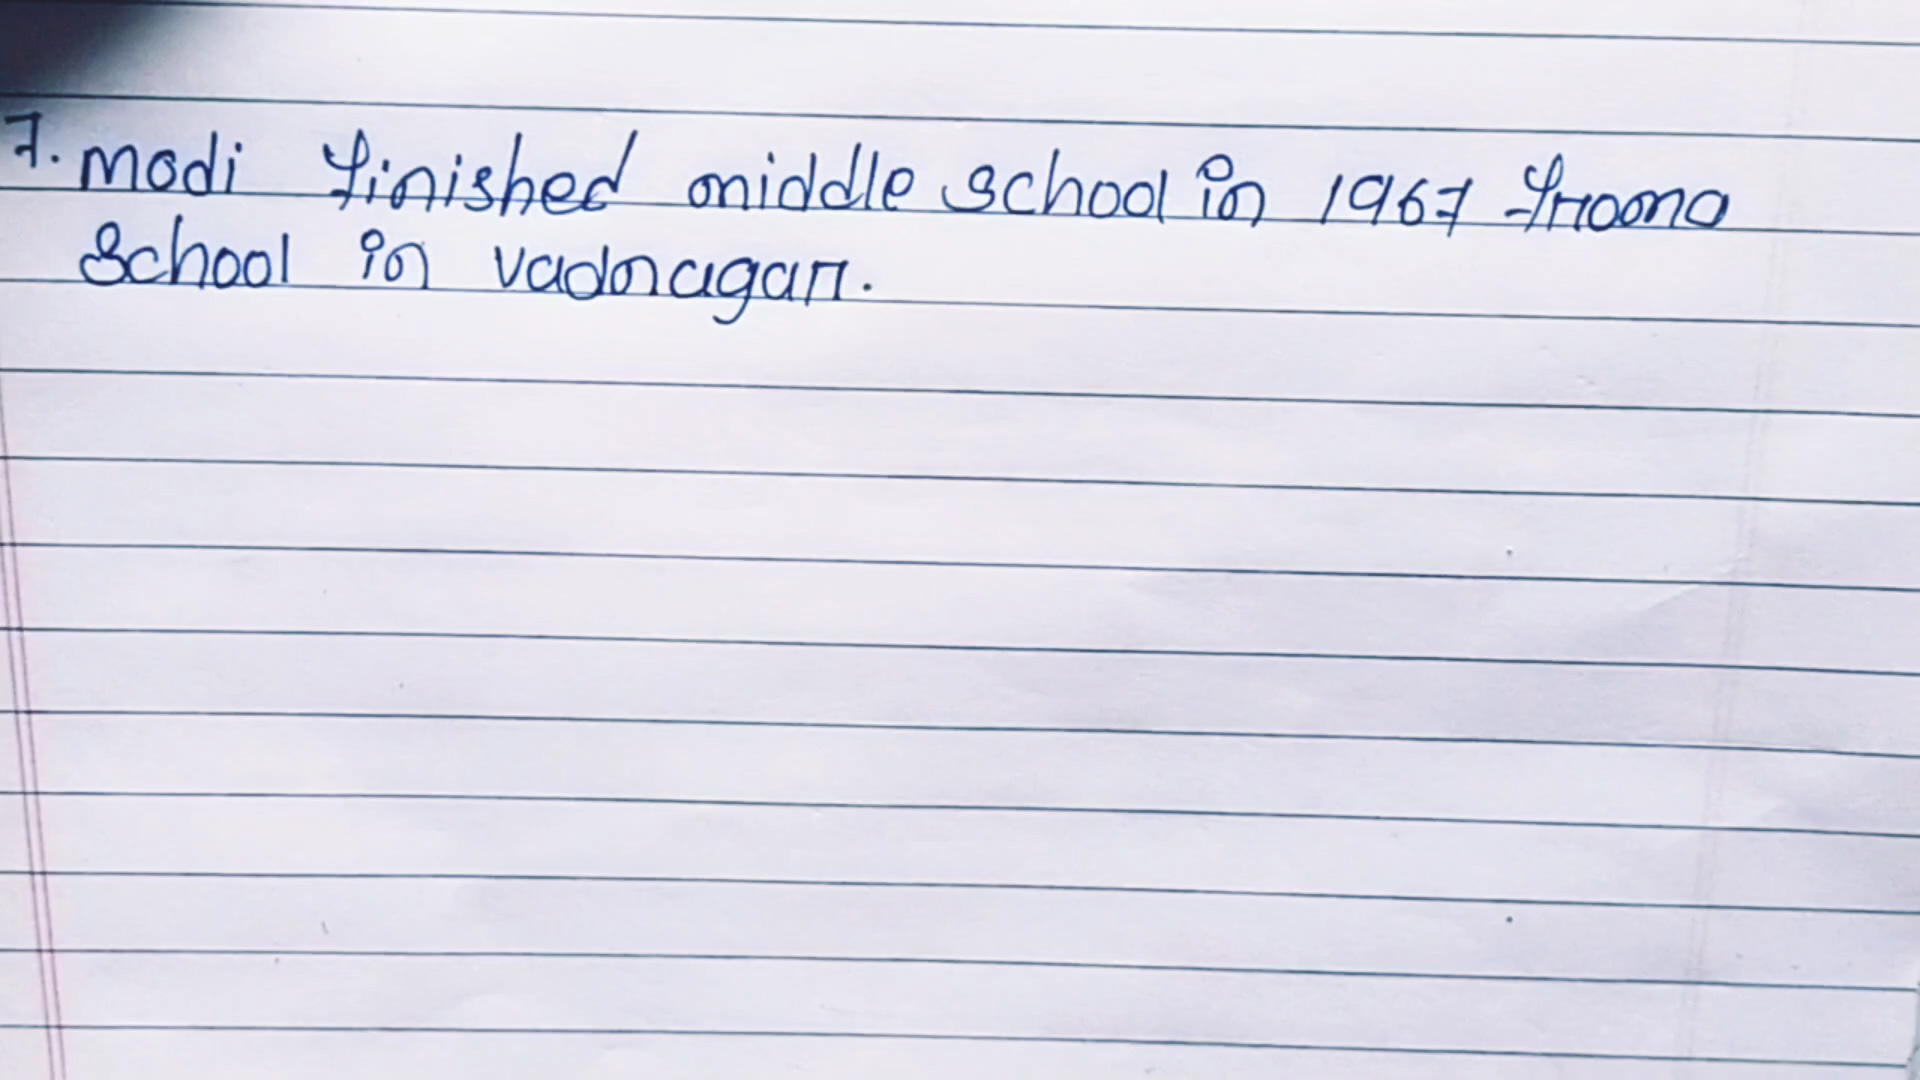 7. Modi finished middle school in 1967 from a
School in vadnagar.